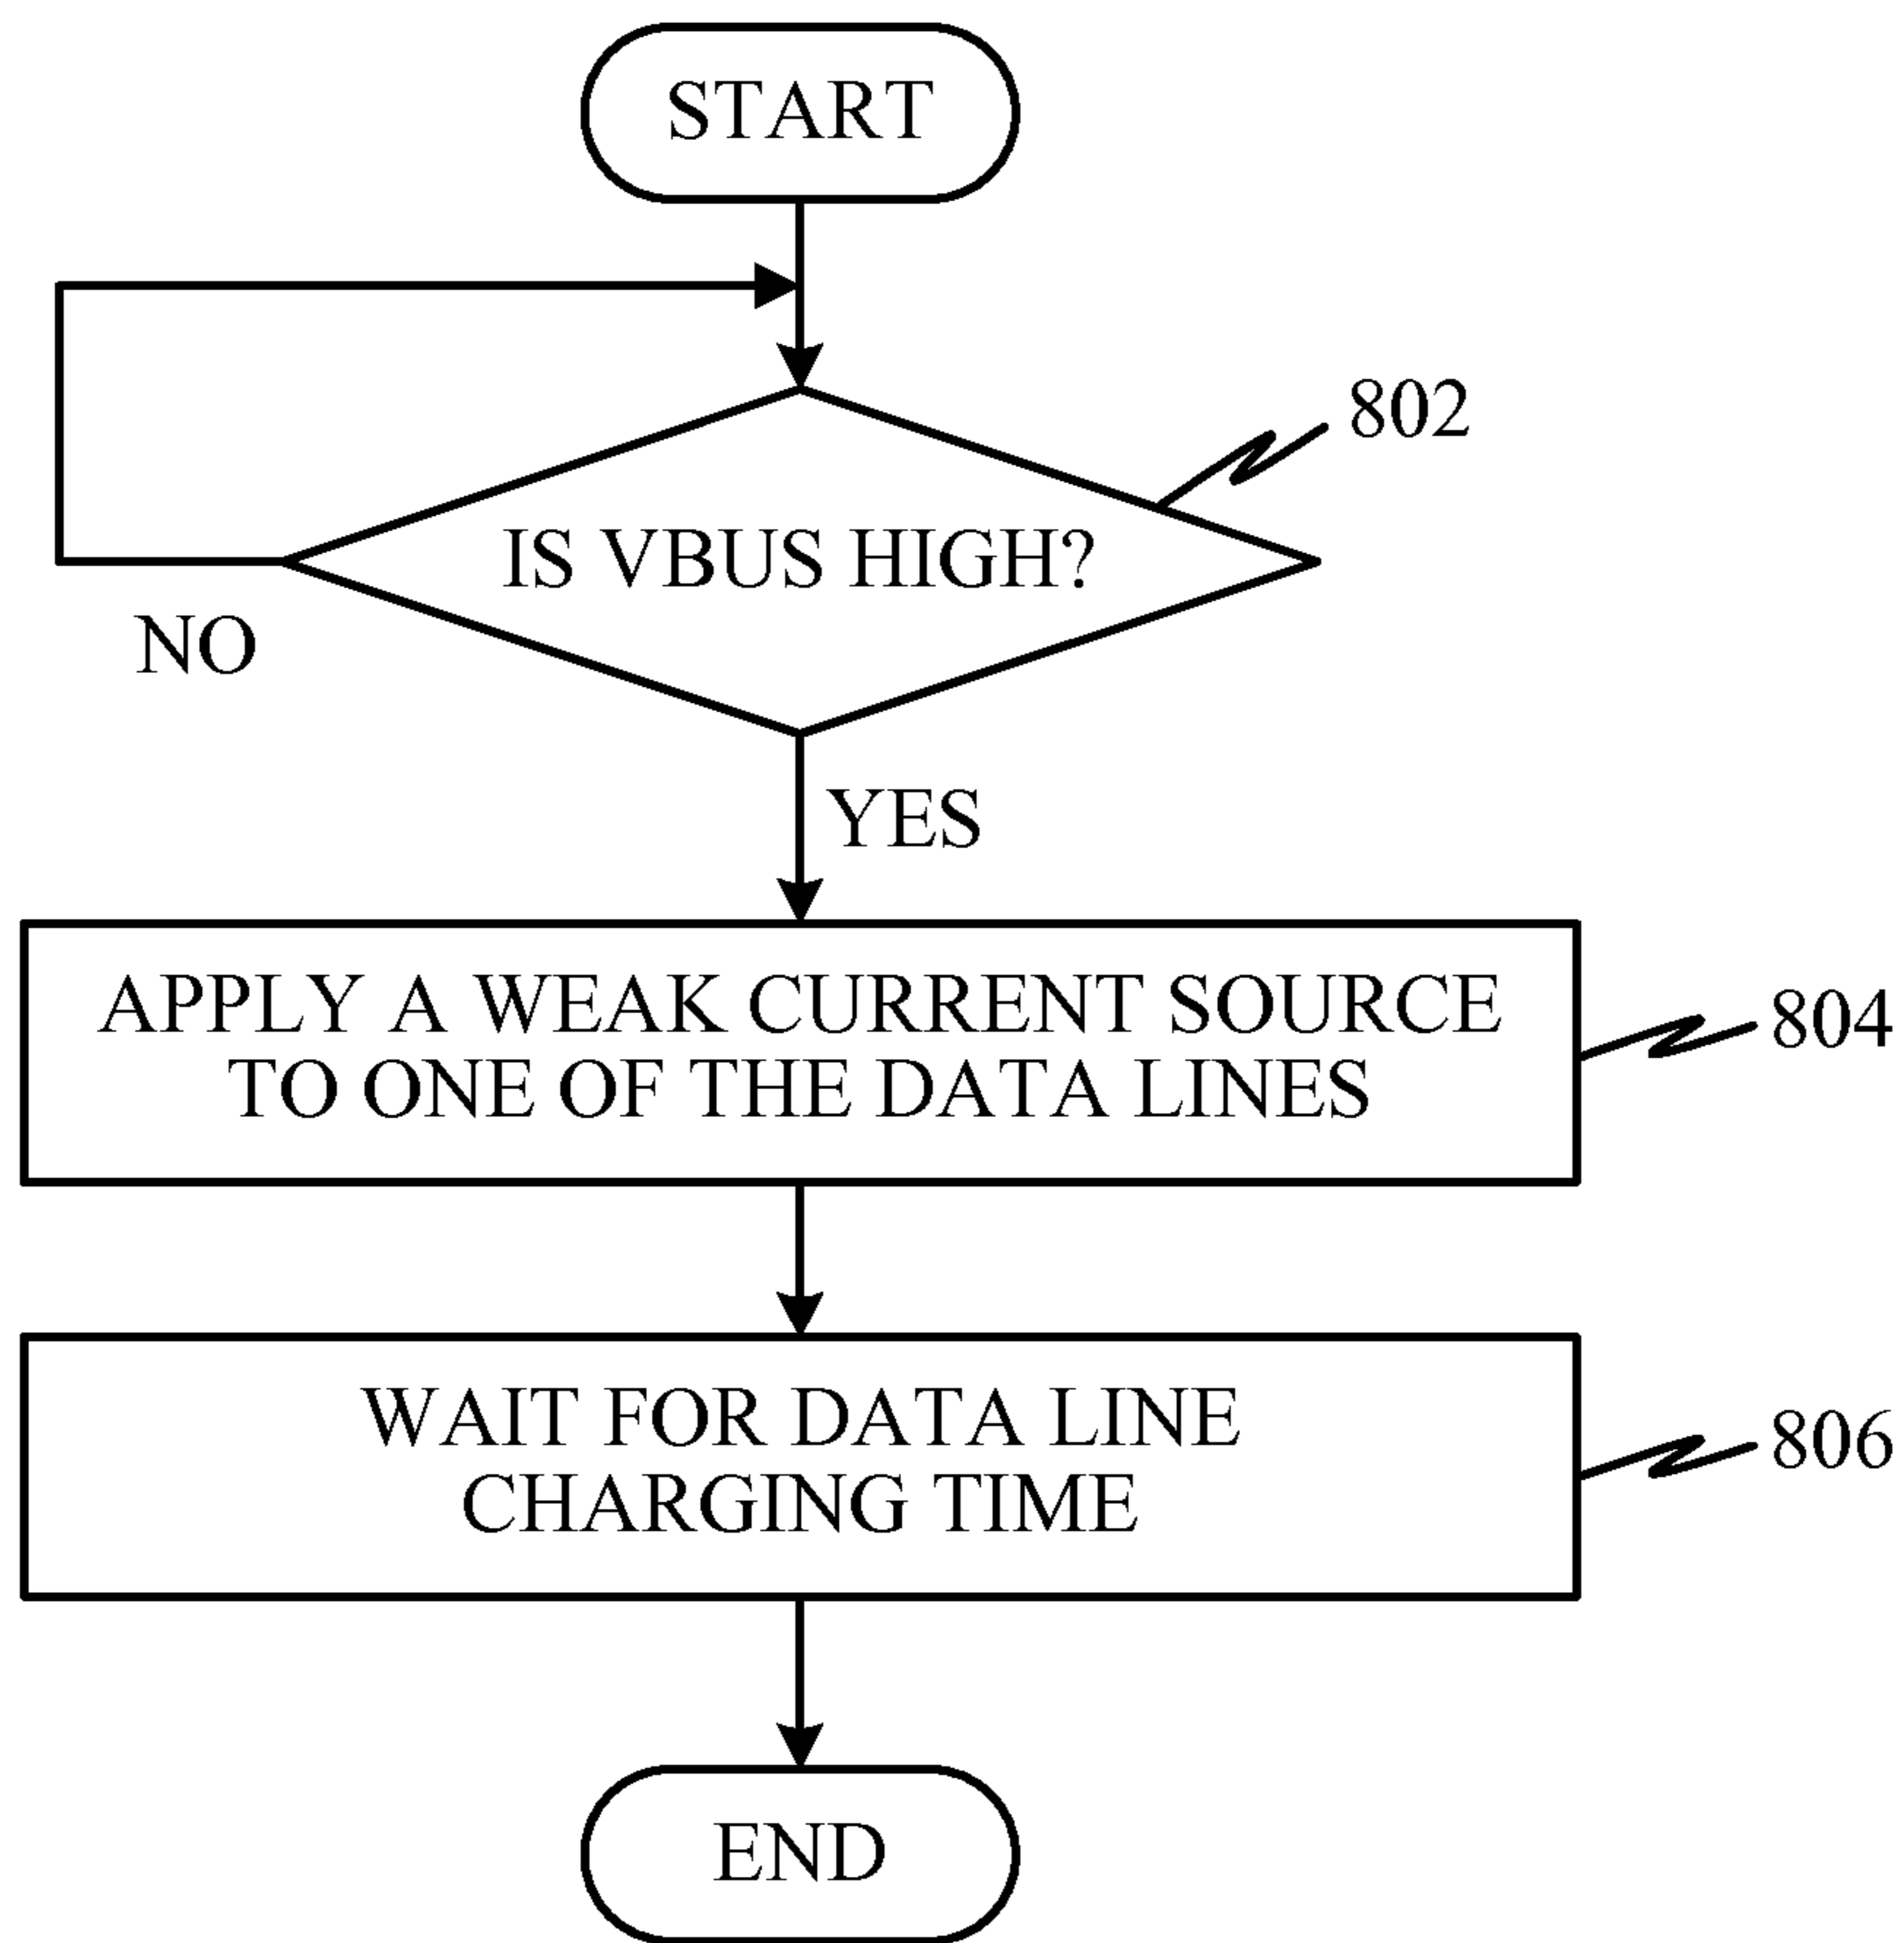 START
802
IS VBUS HIGH?
NO
YES
APPLY A WEAK CURRENT SOURCE
TO ONE OF THE DATA LINES
804
WAIT FOR DATA LINE
CHARGING TIME
806
END